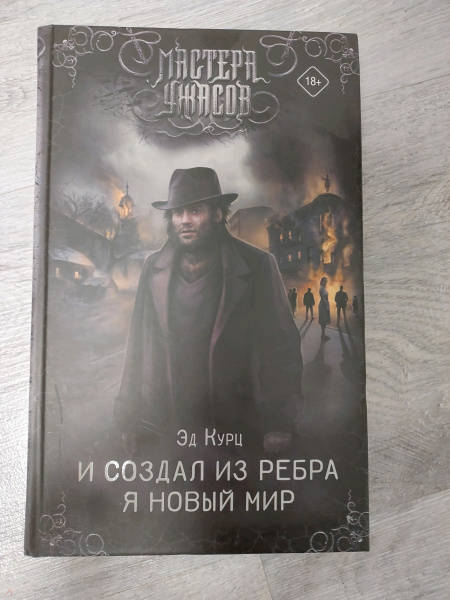 МАСТЕРА
УЖАСОВ
18+
Эд Курц
И СОЗДАЛ ИЗ РЕБРА
Я НОВЫЙ МИР